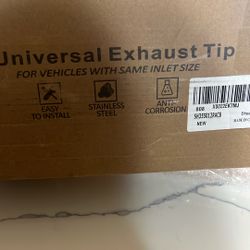 Universal Exhaust Tip
FOR VEHICLES WITH SAME INLET SIZE
EASY
TO INSTALL
STAINLESS
STEEL
ANTI-
CORROSION
NEW